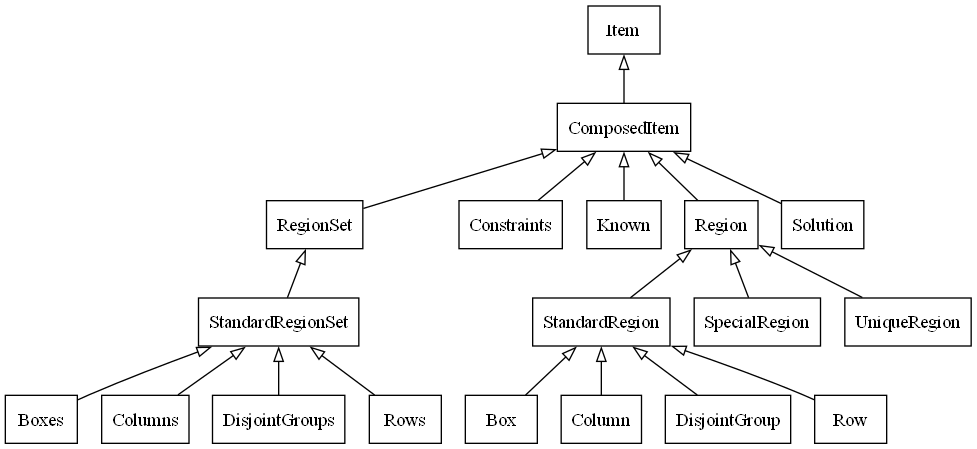 Item
ComposedItem
RegionSet
Constraints
Known
Region
Solution
StandardRegionSet
StandardRegion
SpecialRegion
UniqueRegion
Boxes
Columns
DisjointGroups
Rows
Box
Column
DisjointGroup
Row